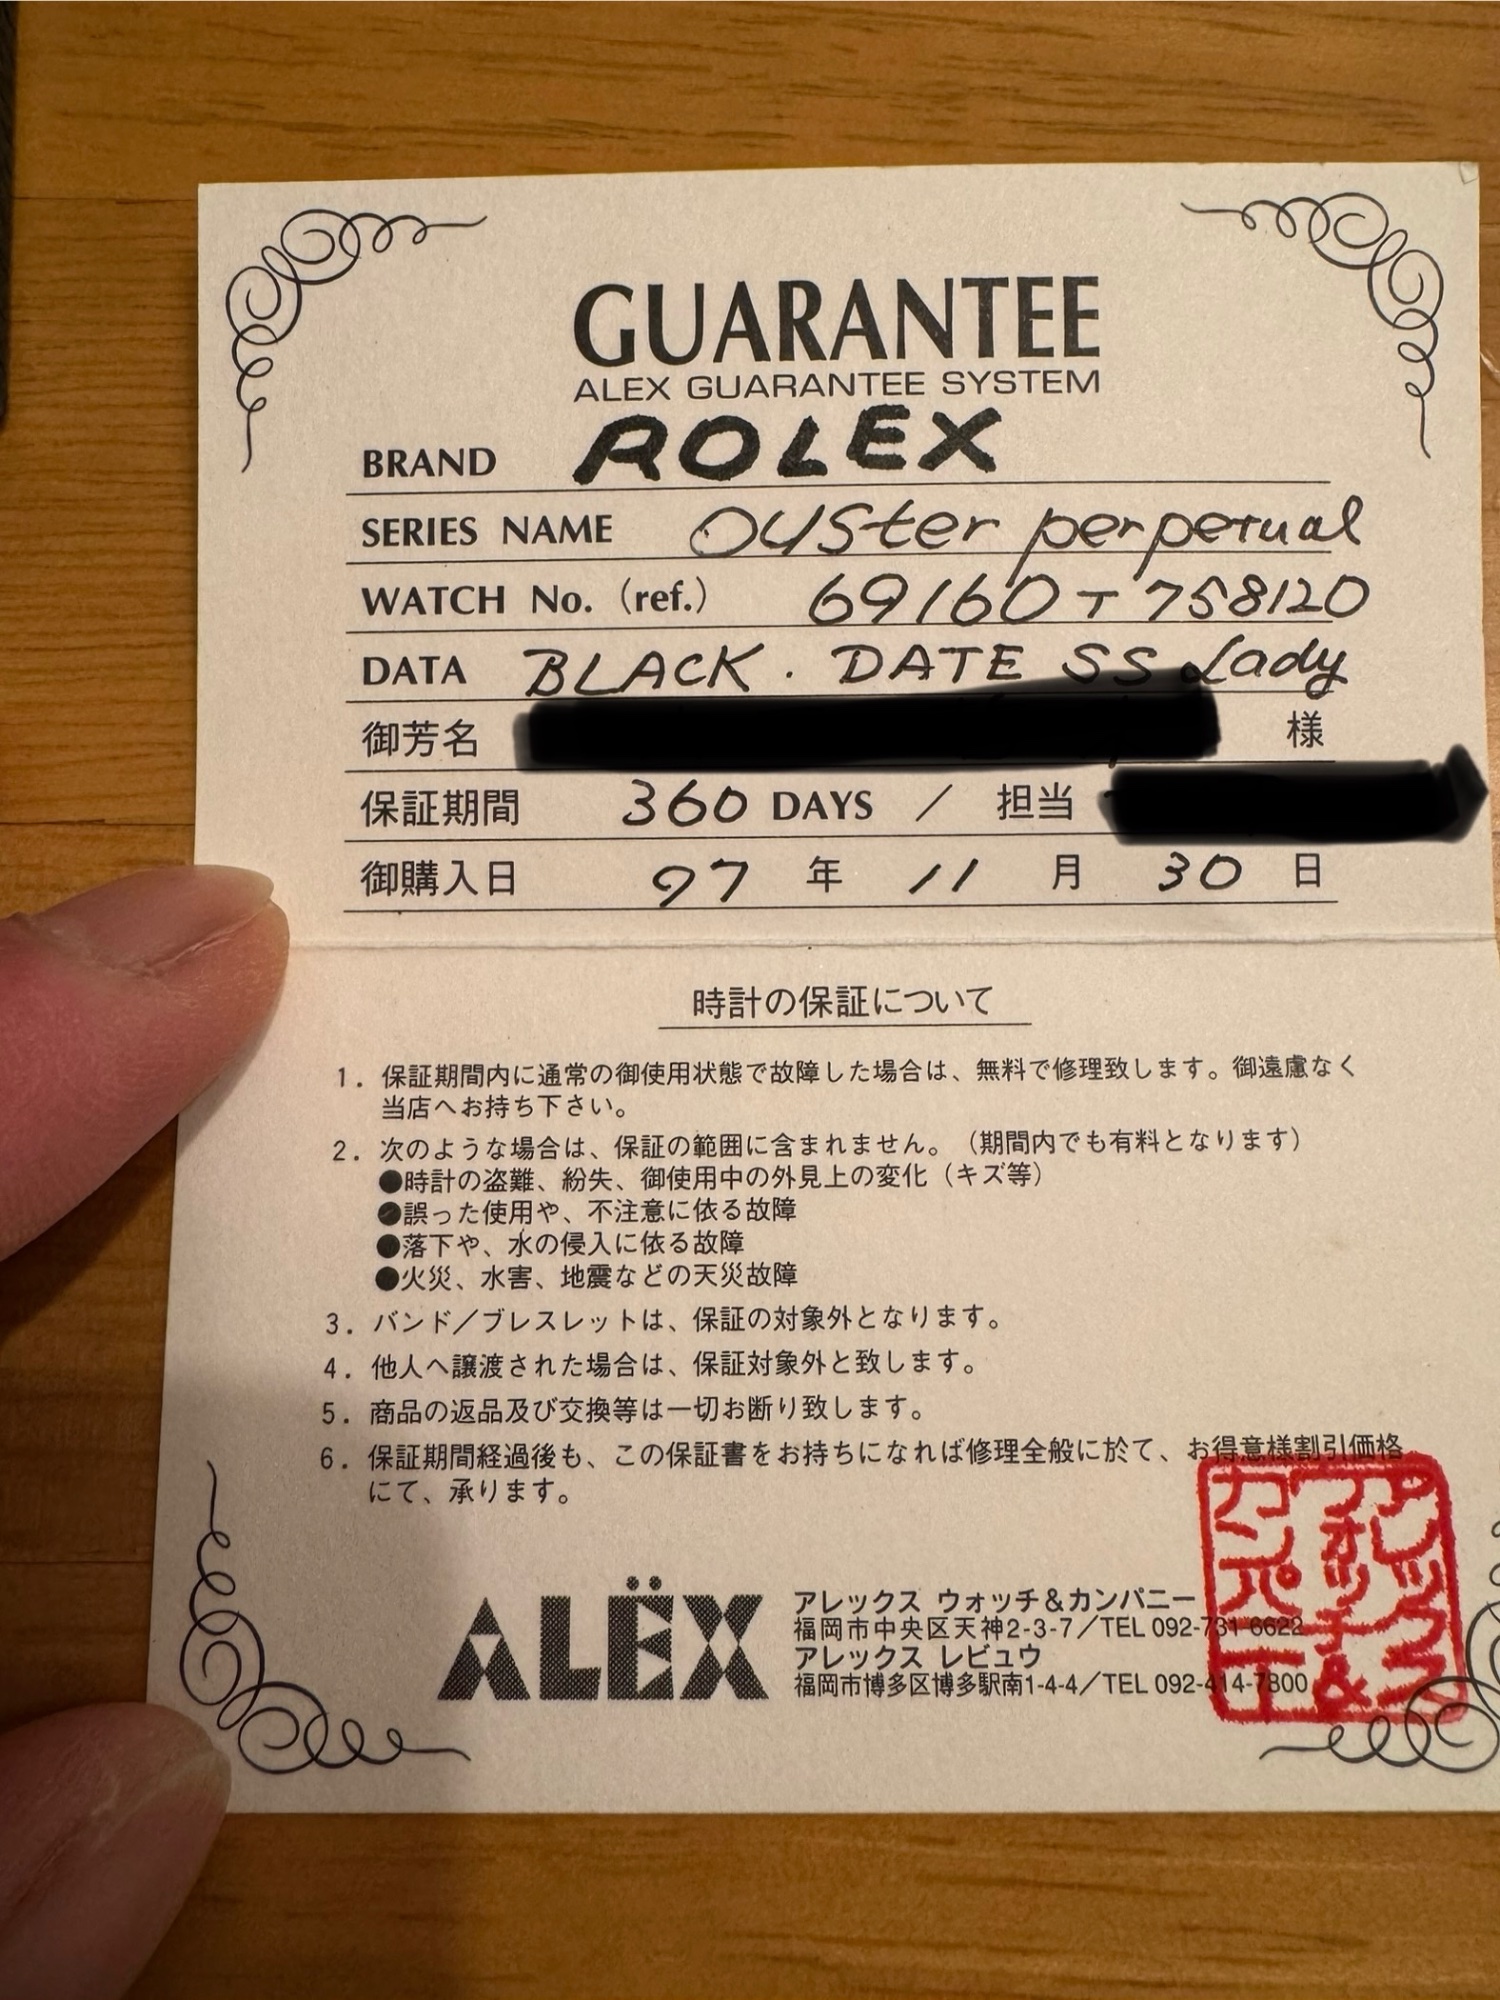 GUARANTEE
ALEX GUARANTEE SYSTEM
BRAND ROLEX
SERIES NAME OYSter perpetual
WATCH No. (ref.) 69160 T758120
DATA BLACK. DATE SS Lady
御芳名 様
保証期間 360 DAYS / 担当
御購入日 97 年 11 月 30 日
時計の保証について
1. 保証期間内に通常の御使用状態で故障した場合は、無料で修理致します。御遠慮なく
当店へお持ち下さい。
2. 次のような場合は、保証の範囲に含まれません。(期間内でも有料となります)
●時計の盗難、紛失、御使用中の外見上の変化(キズ等)
●誤った使用や、不注意に依る故障
●落下や、水の侵入に依る故障
●火災、水害、地震などの天災故障
3. バンド/ブレスレットは、保証の対象外となります。
4. 他人へ譲渡された場合は、保証対象外と致します。
5. 商品の返品及び交換等は一切お断り致します。
6. 保証期間経過後も、この保証書をお持ちになれば修理全般に於て、お得意様割引価格
にて、承ります。
ALËX
アレックス ウォッチ&カンパニー
福岡市中央区天神2-3-7/TEL 092-731-6622
アレックス レビュウ
福岡市博多区博多駅南1-4-4/TEL 092-414-7800
アレックス
ウォッチ&
カンパニー